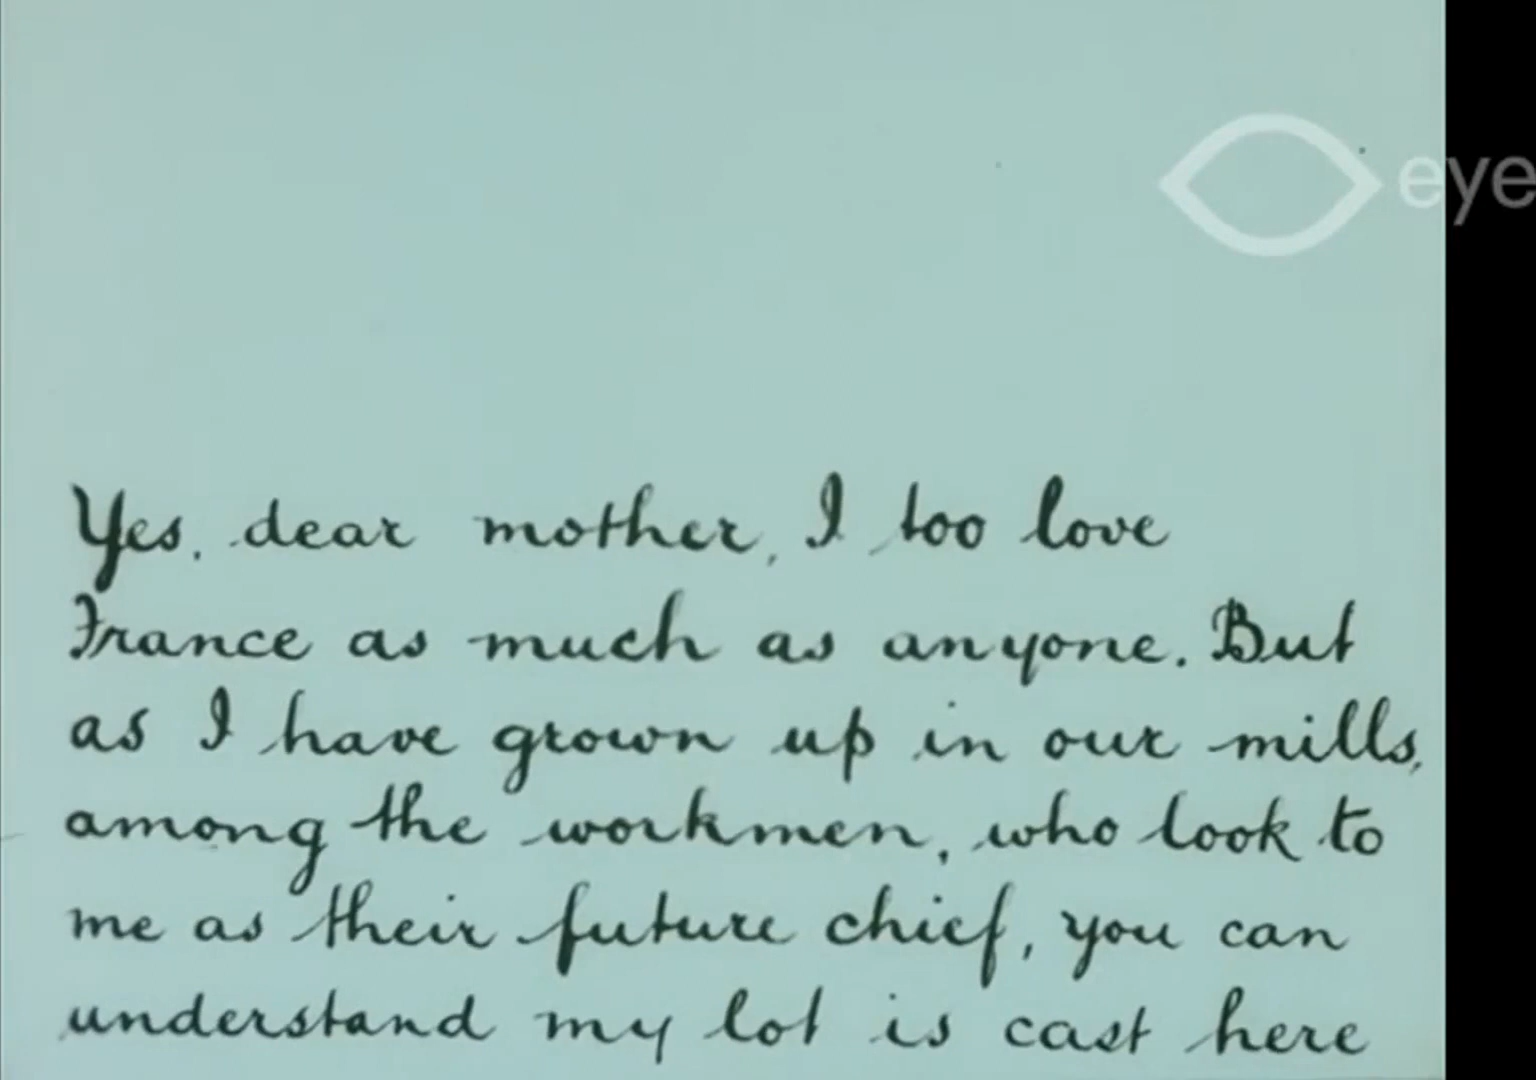 eye
Yes, dear mother, I too love
France as much as anyone. But
as I have grown up in our mills,
among the workmen, who look to
me as their future chief, you can
understand my lot is cast here